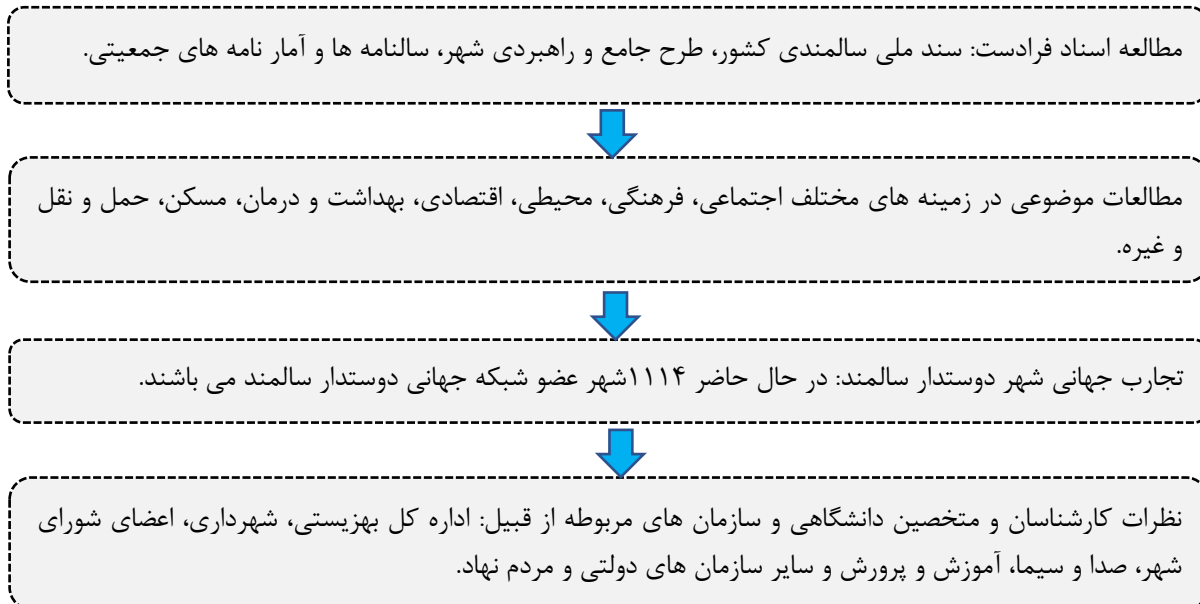 مطالعه اسناد فرادست: سند ملی سالمندی کشور، طرح جامع و راهبردی شهر، سالنامه ها و آمار نامه های جمعیتی.
مطالعات موضوعی در زمینه های مختلف اجتماعی، فرهنگی، محیطی، اقتصادی، بهداشت و درمان، مسکن، حمل و نقل
و غیره.
تجارب جهانی شهر دوستدار سالمند: در حال حاضر ۱۱۱۴شهر عضو شبکه جهانی دوستدار سالمند می باشند.
نظرات کارشناسان و متخصین دانشگاهی و سازمان های مربوطه از قبیل: اداره کل بهزیستی، شهرداری، اعضای شورای
شهر، صدا و سیما، آموزش و پرورش و سایر سازمان های دولتی و مردم نهاد.